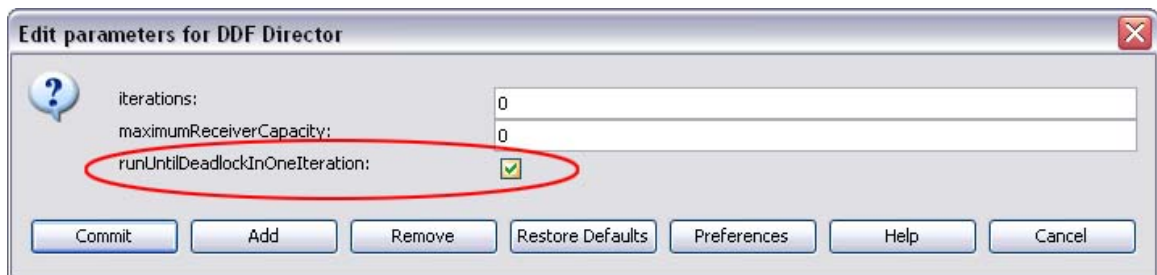 Edit parameters for DDF Director
iterations: 0
maximumReceiverCapacity: 0
runUntilDeadlockInOneIteration:
Commit Add Remove Restore Defaults Preferences Help Cancel